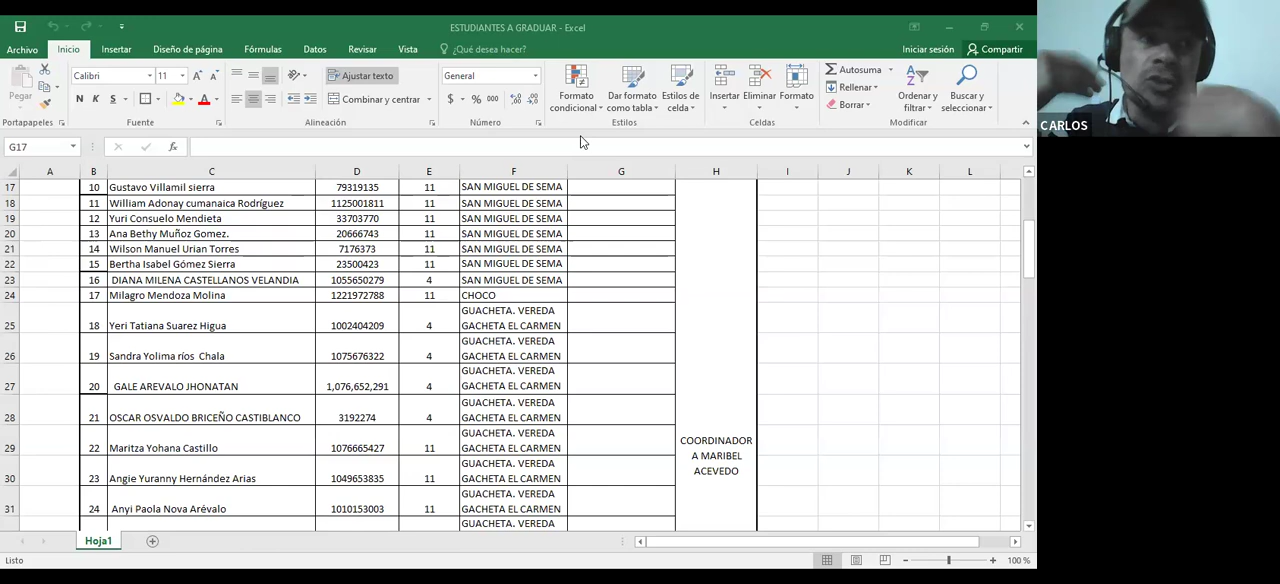 ESTUDIANTES A GRADUAR - Excel
Archivo Inicio Insertar Diseño de página Fórmulas Datos Revisar Vista ¿Qué desea hacer? Iniciar sesión Compartir
Calibri 11 Ajustar texto General Formato condicional Dar formato como tabla Estilos de celda Insertar Eliminar Formato Autosuma Rellenar Borrar Ordenar y filtrar Buscar y seleccionar
Pegar N K S Combinar y centrar $ % 000
Portapapeles Fuente Alineación Número Estilos Celdas Modificar
CARLOS
G17 fx
A B C D E F G H I J K L
17 10 Gustavo Villamil sierra 79319135 11 SAN MIGUEL DE SEMA
18 11 William Adonay cumanaica Rodríguez 1125001811 11 SAN MIGUEL DE SEMA
19 12 Yuri Consuelo Mendieta 33703770 11 SAN MIGUEL DE SEMA
20 13 Ana Bethy Muñoz Gomez. 20666743 11 SAN MIGUEL DE SEMA
21 14 Wilson Manuel Urian Torres 7176373 11 SAN MIGUEL DE SEMA
22 15 Bertha Isabel Gómez Sierra 23500423 11 SAN MIGUEL DE SEMA
23 16 DIANA MILENA CASTELLANOS VELANDIA 1055650279 4 SAN MIGUEL DE SEMA
24 17 Milagro Mendoza Molina 1221972788 11 CHOCO
GUACHETA. VEREDA
25 18 Yeri Tatiana Suarez Higua 1002404209 4 GACHETA EL CARMEN
GUACHETA. VEREDA
26 19 Sandra Yolima ríos Chala 1075676322 4 GACHETA EL CARMEN
GUACHETA. VEREDA
27 20 GALE AREVALO JHONATAN 1,076,652,291 4 GACHETA EL CARMEN
GUACHETA. VEREDA
28 21 OSCAR OSVALDO BRICEÑO CASTIBLANCO 3192274 4 GACHETA EL CARMEN
GUACHETA. VEREDA
29 22 Maritza Yohana Castillo 1076665427 11 GACHETA EL CARMEN
GUACHETA. VEREDA
30 23 Angie Yuranny Hernández Arias 1049653835 11 GACHETA EL CARMEN
GUACHETA. VEREDA
31 24 Anyi Paola Nova Arévalo 1010153003 11 GACHETA EL CARMEN
GUACHETA. VEREDA
COORDINADOR
A MARIBEL
ACEVEDO
Hoja1
Listo 100 %